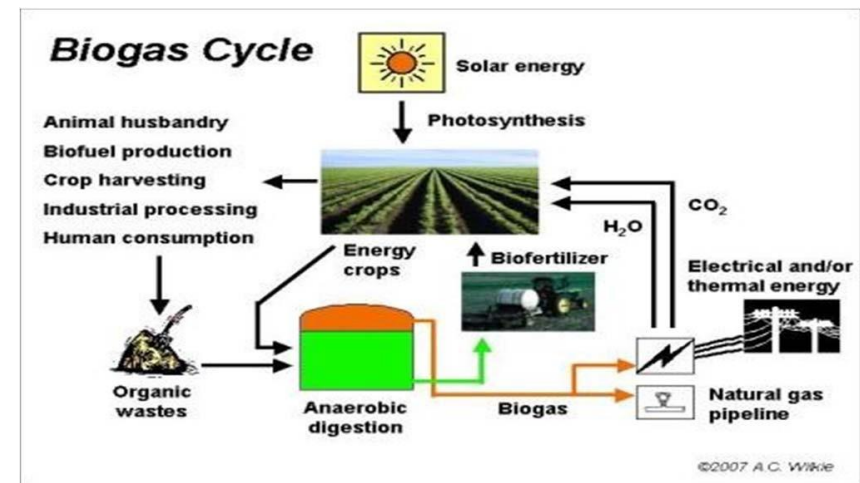 Biogas Cycle
Solar energy
Photosynthesis
Animal husbandry
Biofuel production
Crop harvesting
Industrial processing
Human consumption
CO₂
H₂O
Energy
crops
Biofertilizer
Electrical and/or
thermal energy
Organic
wastes
Anaerobic
digestion
Biogas
Natural gas
pipeline
©2007 A.C. Wilkie